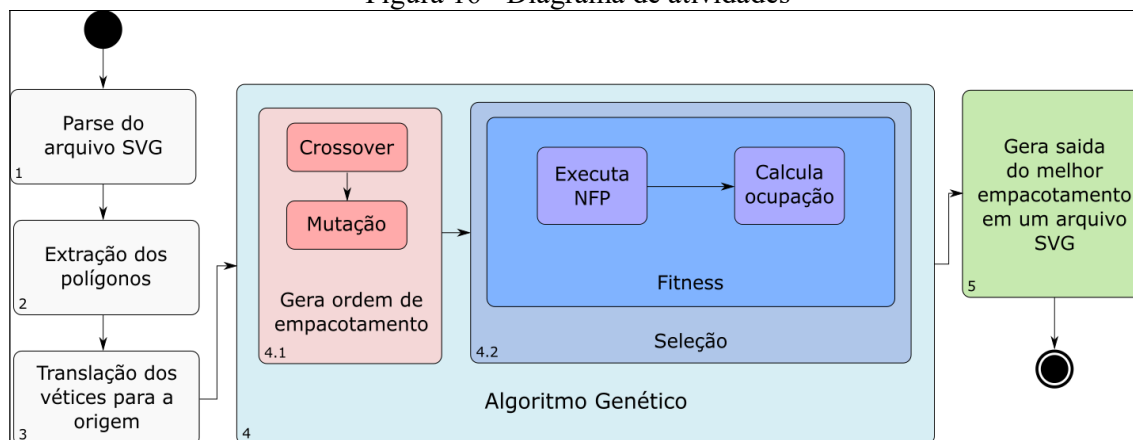 Figura 10 - Diagrama de atividades
Parse do
arquivo SVG
1
Extração dos
polígonos
2
Translação dos
vétices para a
origem
3
Crossover
Mutação
Gera ordem de
empacotamento
4.1
Executa
NFP
Calcula
ocupação
Fitness
Seleção
4.2
Algoritmo Genético
4
Gera saida
do melhor
empacotamento
em um arquivo
SVG
5